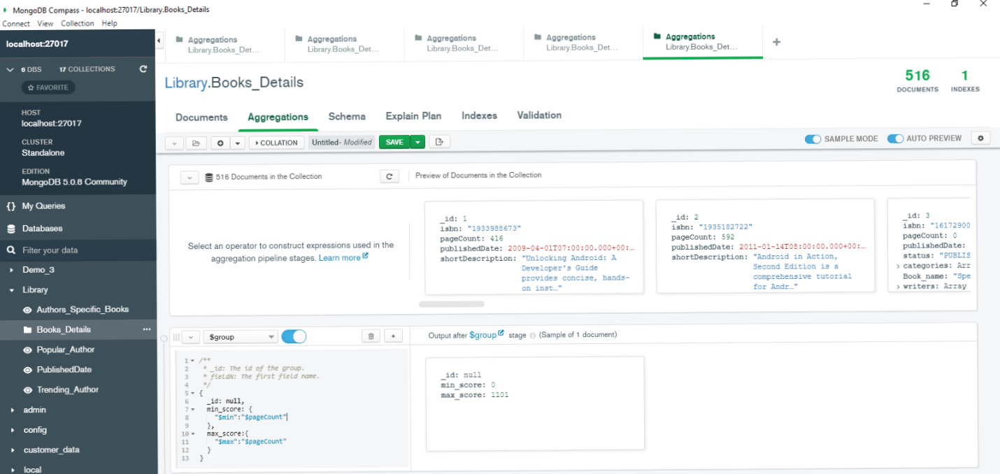 MongoDB Compass - localhost:27017/Library.Books_Details
Connect View Collection Help
localhost:27017
6 DBS 17 COLLECTIONS
FAVORITE
HOST
localhost:27017
CLUSTER
Standalone
EDITION
MongoDB 5.0.8 Community
My Queries
Databases
Filter your data
Demo_3
Library
Authors_Specific_Books
Books_Details
Popular_Author
PublishedDate
Trending_Author
admin
config
customer_data
local
Aggregations
Library.Books_Det...
Aggregations
Library.Books_Det...
Aggregations
Library.Books_Det...
Aggregations
Library.Books_Det...
Aggregations
Library.Books_Det...
Library.Books_Details
516 DOCUMENTS
1 INDEXES
Documents Aggregations Schema Explain Plan Indexes Validation
COLLATION Untitled- Modified SAVE SAMPLE MODE AUTO PREVIEW
516 Documents in the Collection
Preview of Documents in the Collection
Select an operator to construct expressions used in the
aggregation pipeline stages. Learn more
_id: 1
isbn: "1933988673"
pageCount: 416
publishedDate: 2009-04-01T07:00:00.000+00:...
shortDescription: "Unlocking Android: A
Developer's Guide
provides concise, hands-
on inst..."
_id: 2
isbn: "1935182722"
pageCount: 592
publishedDate: 2011-01-14T08:00:00.000+00:...
shortDescription: "Android in Action,
Second Edition is a
comprehensive tutorial
for Andr..."
_id: 3
isbn: "16172900
pageCount: 0
publishedDate:
status: "PUBLIS
> categories: Arr
Book_name: "Spe
> writers: Array
$group
Output after $group stage (Sample of 1 document)
1 /**
2 * _id: The id of the group.
3 * fieldN: The first field name.
4 */
5 {
6 _id: null,
7 min_score: {
8 "$min":"$pageCount"
9 },
10 max_score:{
11 "$max":"$pageCount"
12 }
13 }
_id: null
min_score: 0
max_score: 1101